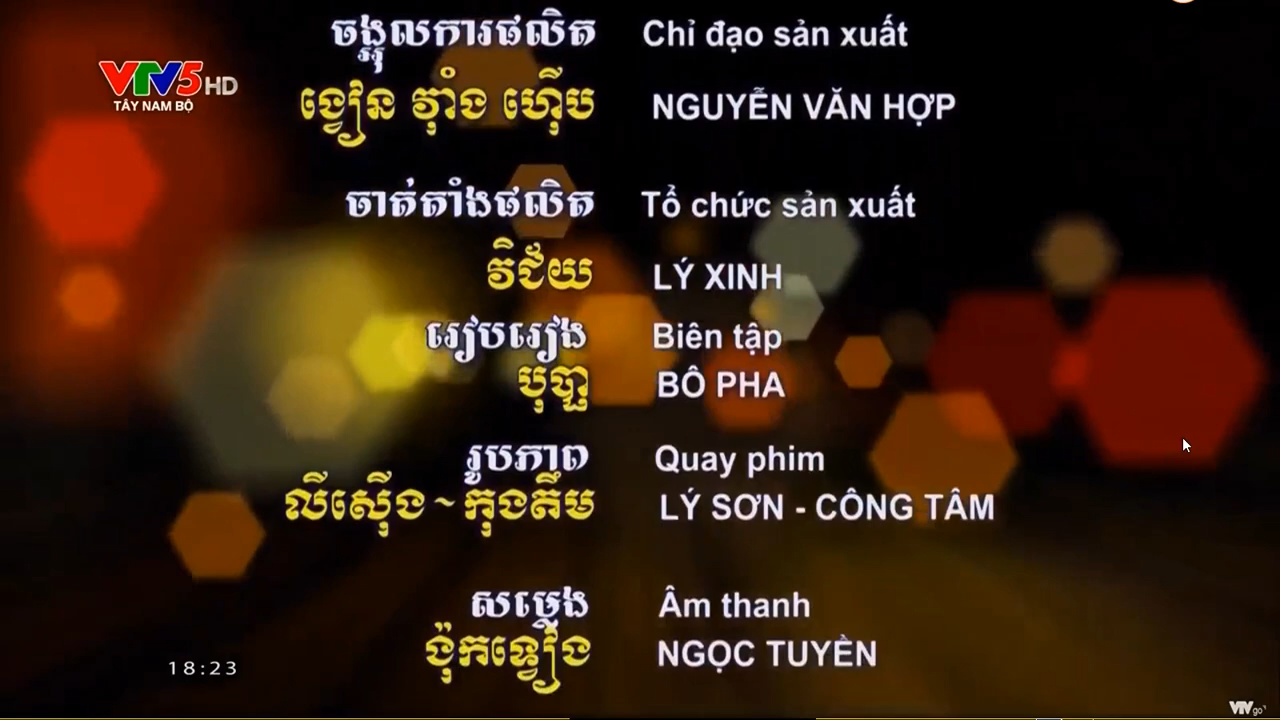 ចង្អុលការផលិត Chỉ đạo sản xuất
VTV5 HD
TÂY NAM BỘ
ង្វៀន វ៉ាំង ហើ៊ប NGUYỄN VĂN HỢP
ចាត់តាំងផលិត Tổ chức sản xuất
វិជ័យ LÝ XINH
រៀបរៀង Biên tập
បុប្ផា BÔ PHA
រូបភាព Quay phim
លីស៊ើង ~ កុងតឹម LÝ SƠN - CÔNG TÂM
សម្លេង Âm thanh
ង៉ុកទៀ្វង NGỌC TUYỀN
18:23
VTVgo